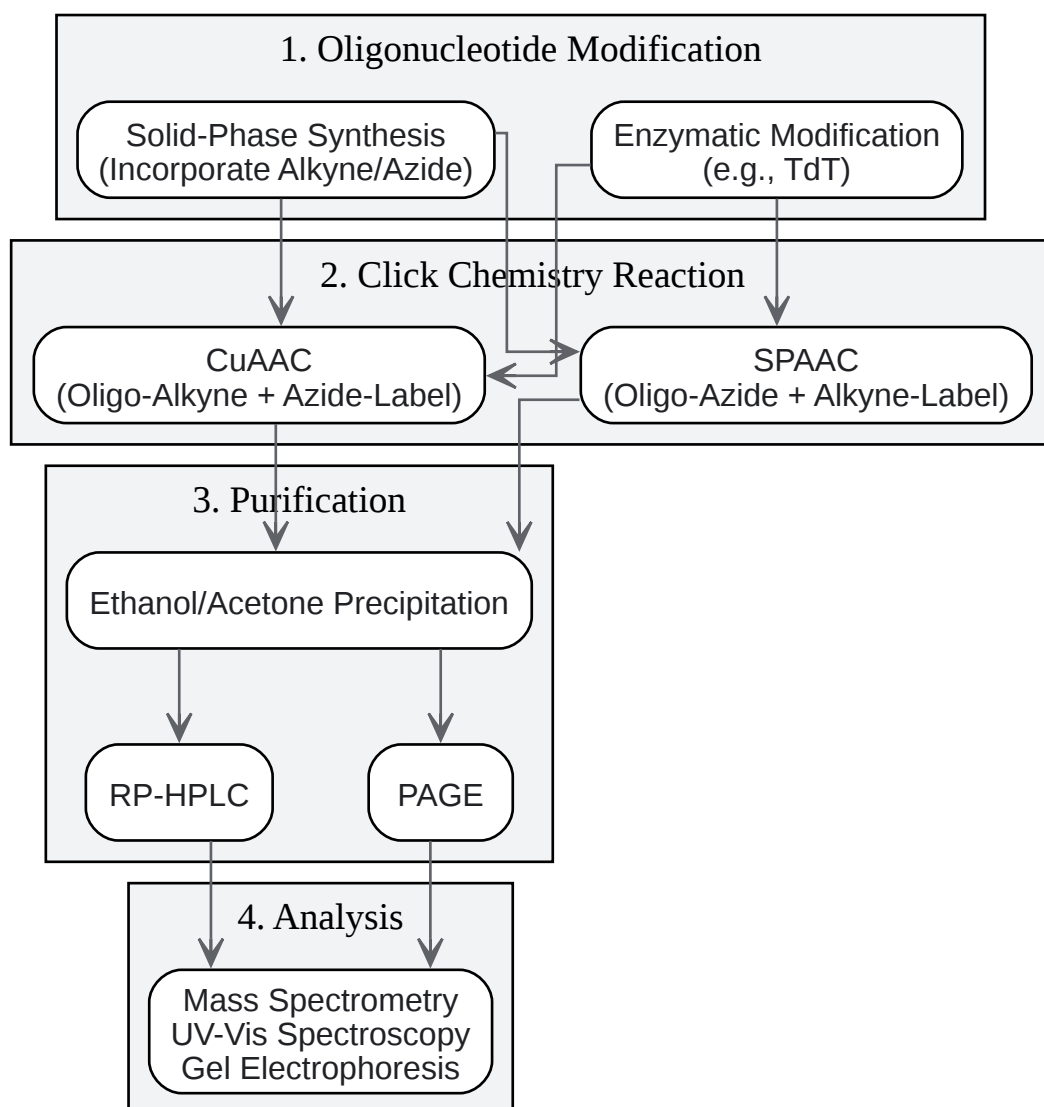 1. Oligonucleotide Modification
Solid-Phase Synthesis
(Incorporate Alkyne/Azide)
Enzymatic Modification
(e.g., TdT)
2. Click Chemistry Reaction
CuAAC
(Oligo-Alkyne + Azide-Label)
SPAAC
(Oligo-Azide + Alkyne-Label)
3. Purification
Ethanol/Acetone Precipitation
RP-HPLC
PAGE
4. Analysis
Mass Spectrometry
UV-Vis Spectroscopy
Gel Electrophoresis